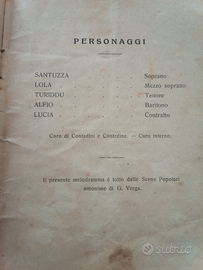 PERSONAGGI
SANTUZZA . . . Soprano
LOLA . . . Mezzo soprano
TURIDDU . . . Tenore
ALFIO . . . Baritono
LUCIA . . . Contralto
Coro di Contadini e Contadine. - Coro interno.
Il presente melodramma è tolto dalle Scene Popolari
omonime di G. Verga.
subito